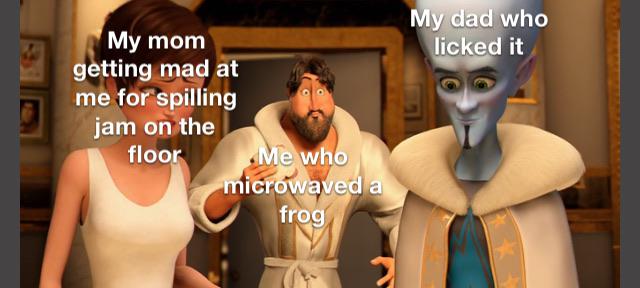 My mom
getting mad at
me for spilling
jam on the
floor
Me who
microwaved a
frog
My dad who
licked it